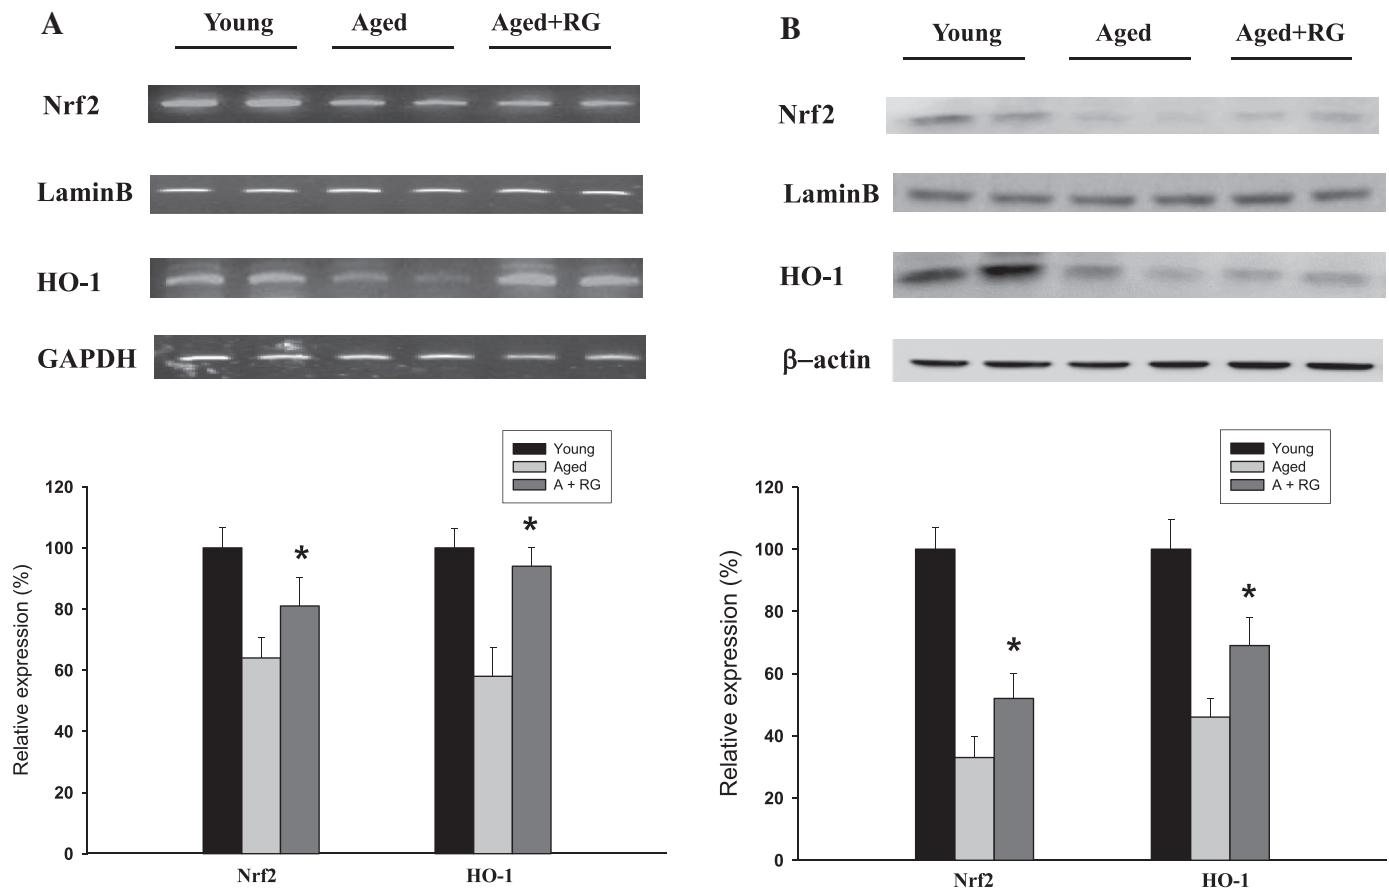 A
Young Aged Aged+RG
Nrf2
LaminB
HO-1
GAPDH
Young
Aged
A + RG
Relative expression (%)
120
100
80
60
40
20
0
* *
Nrf2 HO-1
B
Young Aged Aged+RG
Nrf2
LaminB
HO-1
β–actin
Young
Aged
A + RG
Relative expression (%)
120
100
80
60
40
20
0
* *
Nrf2 HO-1